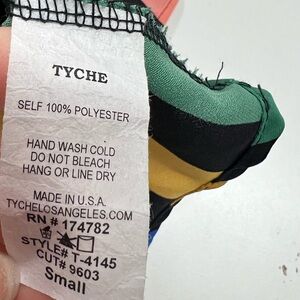 TYCHE
SELF 100% POLYESTER
HAND WASH COLD
DO NOT BLEACH
HANG OR LINE DRY
MADE IN U.S.A.
TYCHELOSANGELES.COM
RN # 174782
STYLE# T-4145
CUT# 9603
Small